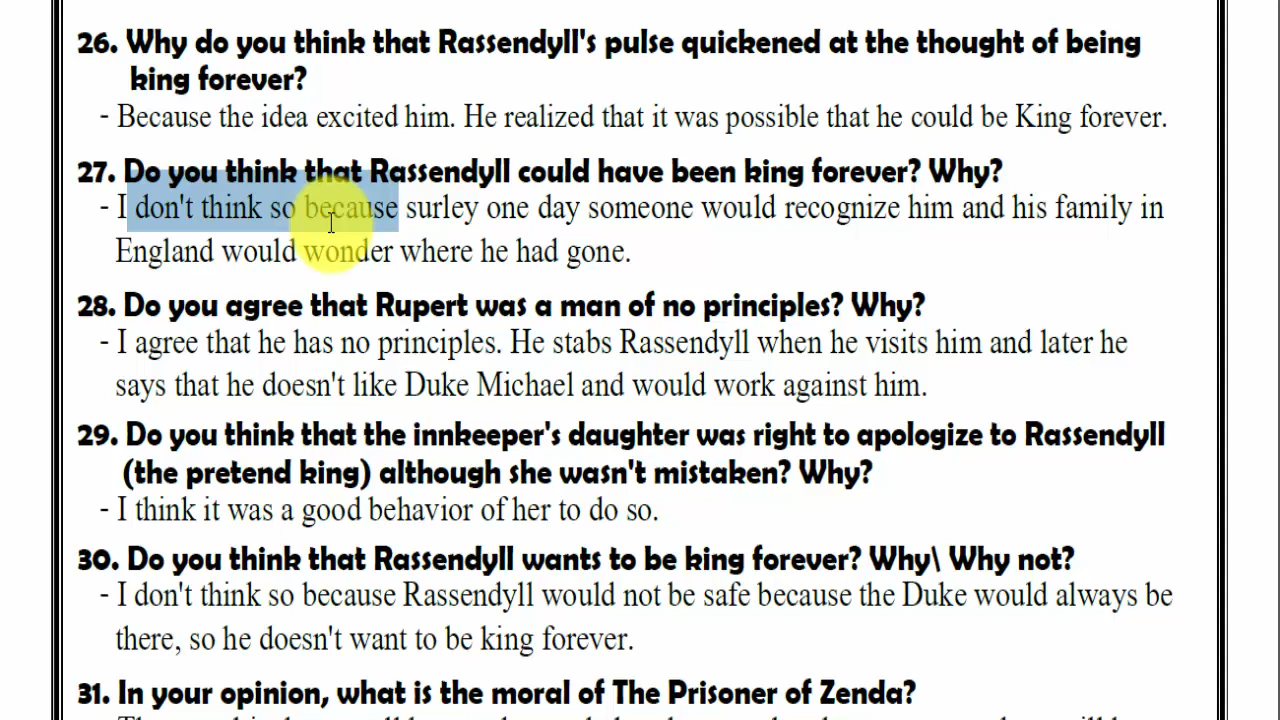 26. Why do you think that Rassendyll's pulse quickened at the thought of being
king forever?
- Because the idea excited him. He realized that it was possible that he could be King forever.
27. Do you think that Rassendyll could have been king forever? Why?
- I don't think so because surley one day someone would recognize him and his family in
England would wonder where he had gone.
28. Do you agree that Rupert was a man of no principles? Why?
- I agree that he has no principles. He stabs Rassendyll when he visits him and later he
says that he doesn't like Duke Michael and would work against him.
29. Do you think that the innkeeper's daughter was right to apologize to Rassendyll
(the pretend king) although she wasn't mistaken? Why?
- I think it was a good behavior of her to do so.
30. Do you think that Rassendyll wants to be king forever? Why\ Why not?
- I don't think so because Rassendyll would not be safe because the Duke would always be
there, so he doesn't want to be king forever.
31. In your opinion, what is the moral of The Prisoner of Zenda?